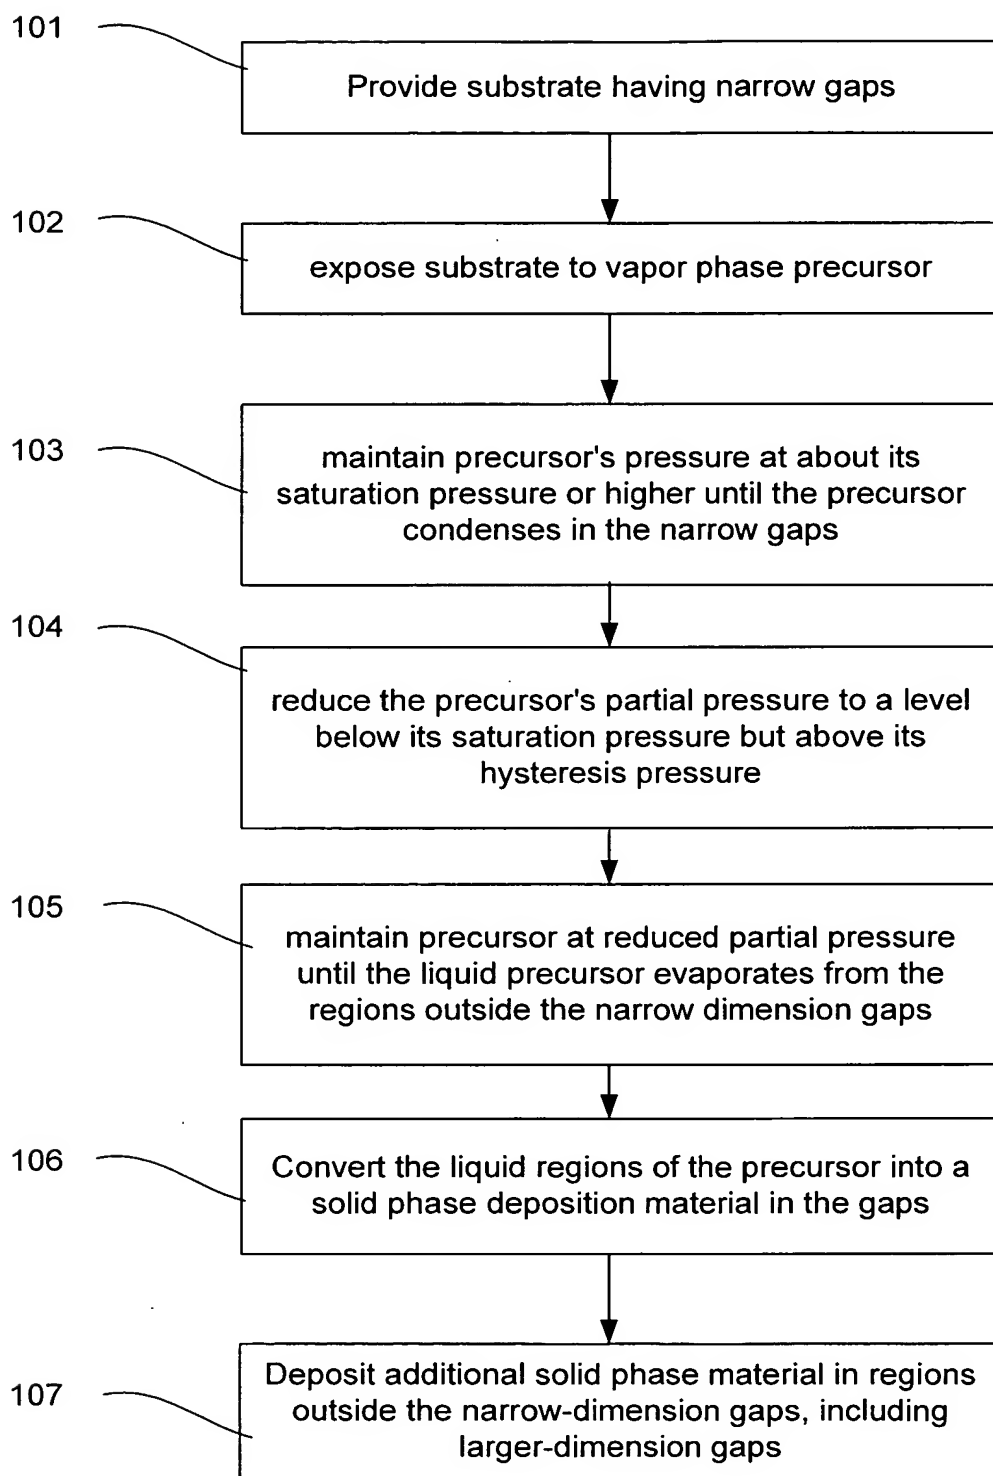 101
Provide substrate having narrow gaps
102
expose substrate to vapor phase precursor
103
maintain precursor's pressure at about its
saturation pressure or higher until the precursor
condenses in the narrow gaps
104
reduce the precursor's partial pressure to a level
below its saturation pressure but above its
hysteresis pressure
105
maintain precursor at reduced partial pressure
until the liquid precursor evaporates from the
regions outside the narrow dimension gaps
106
Convert the liquid regions of the precursor into a
solid phase deposition material in the gaps
107
Deposit additional solid phase material in regions
outside the narrow-dimension gaps, including
larger-dimension gaps